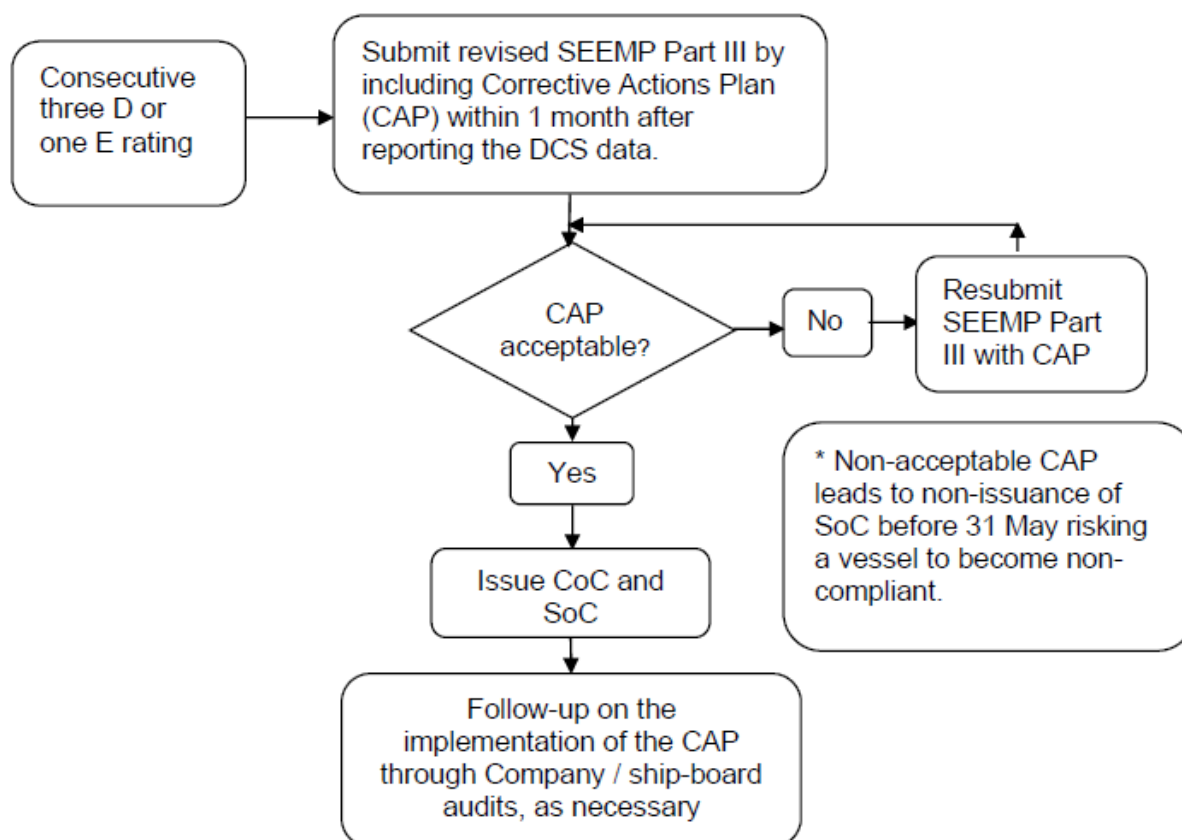 Consecutive
three D or
one E rating
Submit revised SEEMP Part III by
including Corrective Actions Plan
(CAP) within 1 month after
reporting the DCS data.
CAP
acceptable?
No
Resubmit
SEEMP Part
III with CAP
Yes
* Non-acceptable CAP
leads to non-issuance of
SoC before 31 May risking
a vessel to become non-
compliant.
Issue CoC and
SoC
Follow-up on the
implementation of the CAP
through Company / ship-board
audits, as necessary